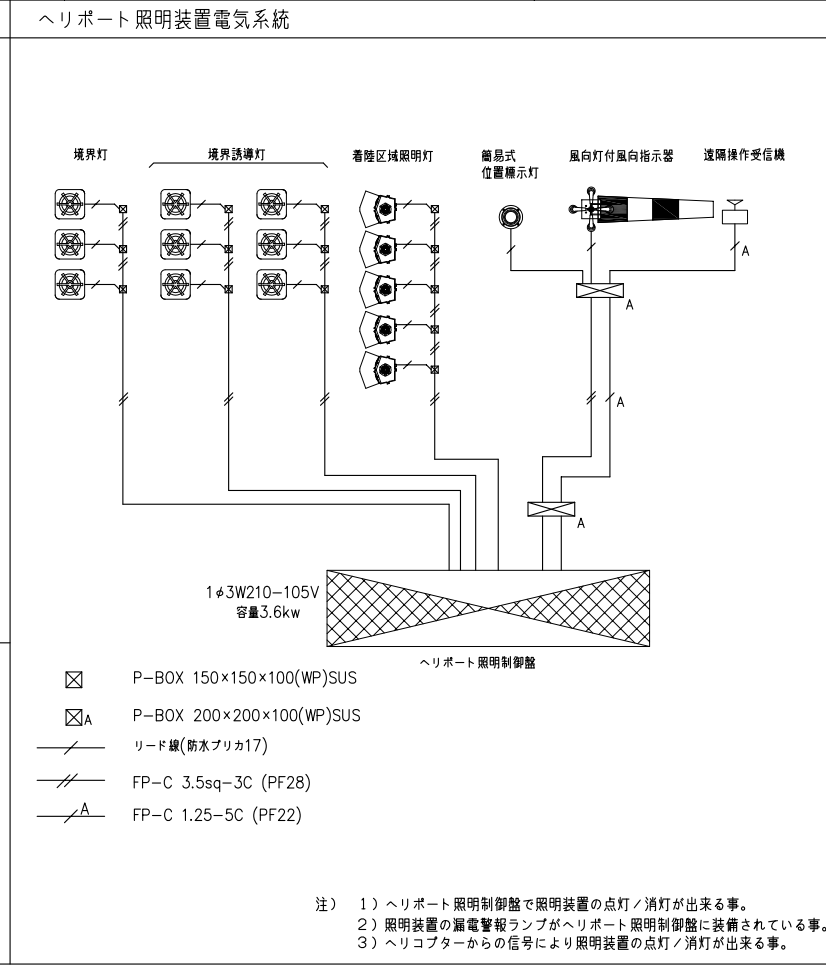 ヘリポート照明装置電気系統
境界灯
境界誘導灯
着陸区域照明灯
簡易式
位置標示灯
風向灯付風向指示器
遠隔操作受信機
A
A
A
A
1φ3W210-105V
容量3.6kw
ヘリポート照明制御盤
P-BOX 150×150×100(WP)SUS
A
P-BOX 200×200×100(WP)SUS
リード線(防水プリカ17)
FP-C 3.5sq-3C (PF28)
A
FP-C 1.25-5C (PF22)
注) 1)ヘリポート照明制御盤で照明装置の点灯/消灯が出来る事。
2)照明装置の漏電警報ランプがヘリポート照明制御盤に装備されている事。
3)ヘリコプターからの信号により照明装置の点灯/消灯が出来る事。